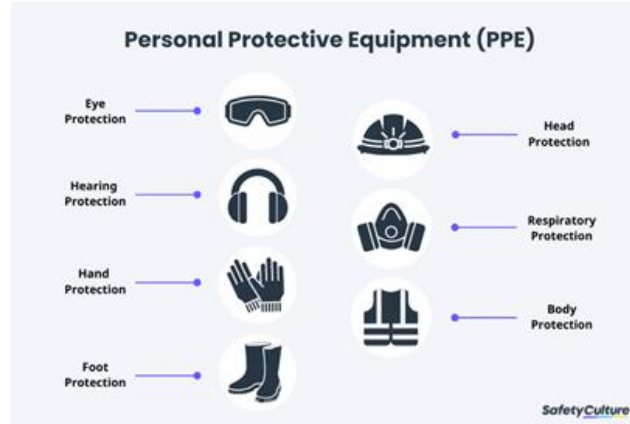 Personal Protective Equipment (PPE)
Eye
Protection
Hearing
Protection
Hand
Protection
Foot
Protection
Head
Protection
Respiratory
Protection
Body
Protection
SafetyCulture